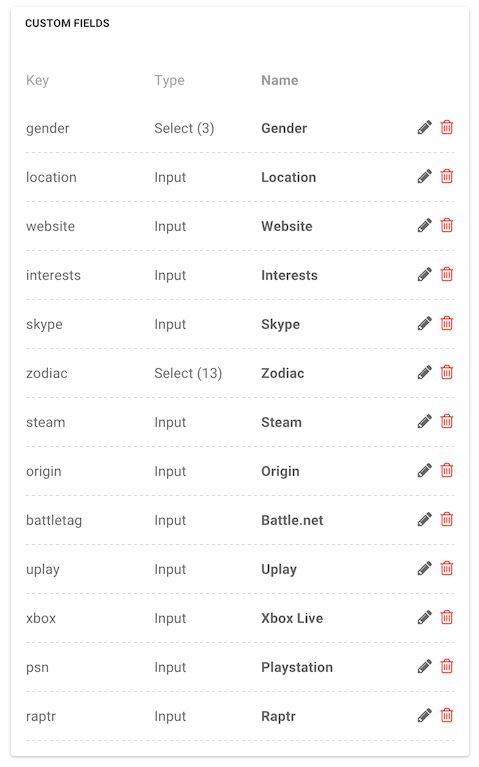 CUSTOM FIELDS
Key Type Name
gender Select (3) Gender
location Input Location
website Input Website
interests Input Interests
skype Input Skype
zodiac Select (13) Zodiac
steam Input Steam
origin Input Origin
battletag Input Battle.net
uplay Input Uplay
xbox Input Xbox Live
psn Input Playstation
raptr Input Raptr